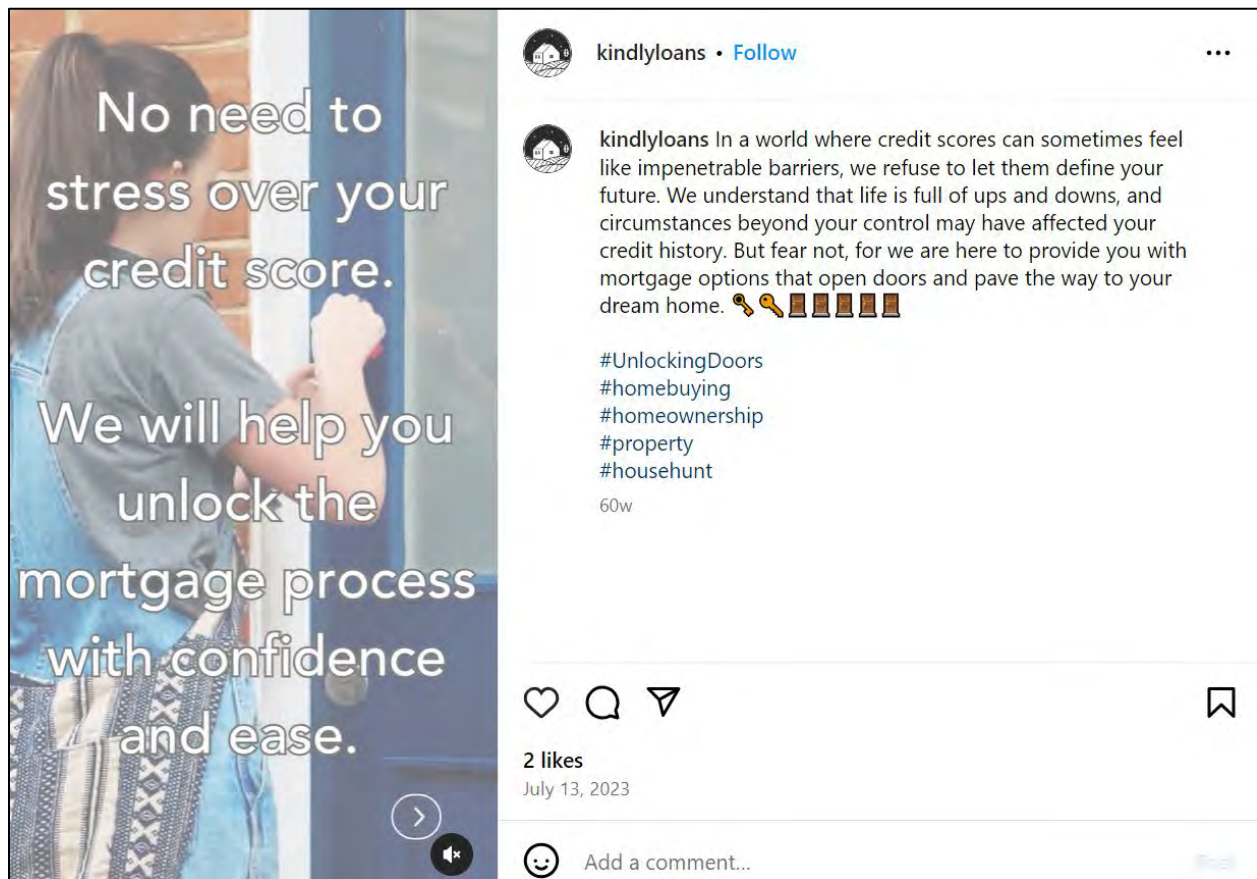 No need to
stress over your
credit score.
We will help you
unlock the
mortgage process
with confidence
and ease.
kindlyloans • Follow
kindlyloans In a world where credit scores can sometimes feel
like impenetrable barriers, we refuse to let them define your
future. We understand that life is full of ups and downs, and
circumstances beyond your control may have affected your
credit history. But fear not, for we are here to provide you with
mortgage options that open doors and pave the way to your
dream home. 🗝️🔑🚪🚪🚪🚪🚪
#UnlockingDoors
#homebuying
#homeownership
#property
#househunt
60w
2 likes
July 13, 2023
Add a comment...
Post